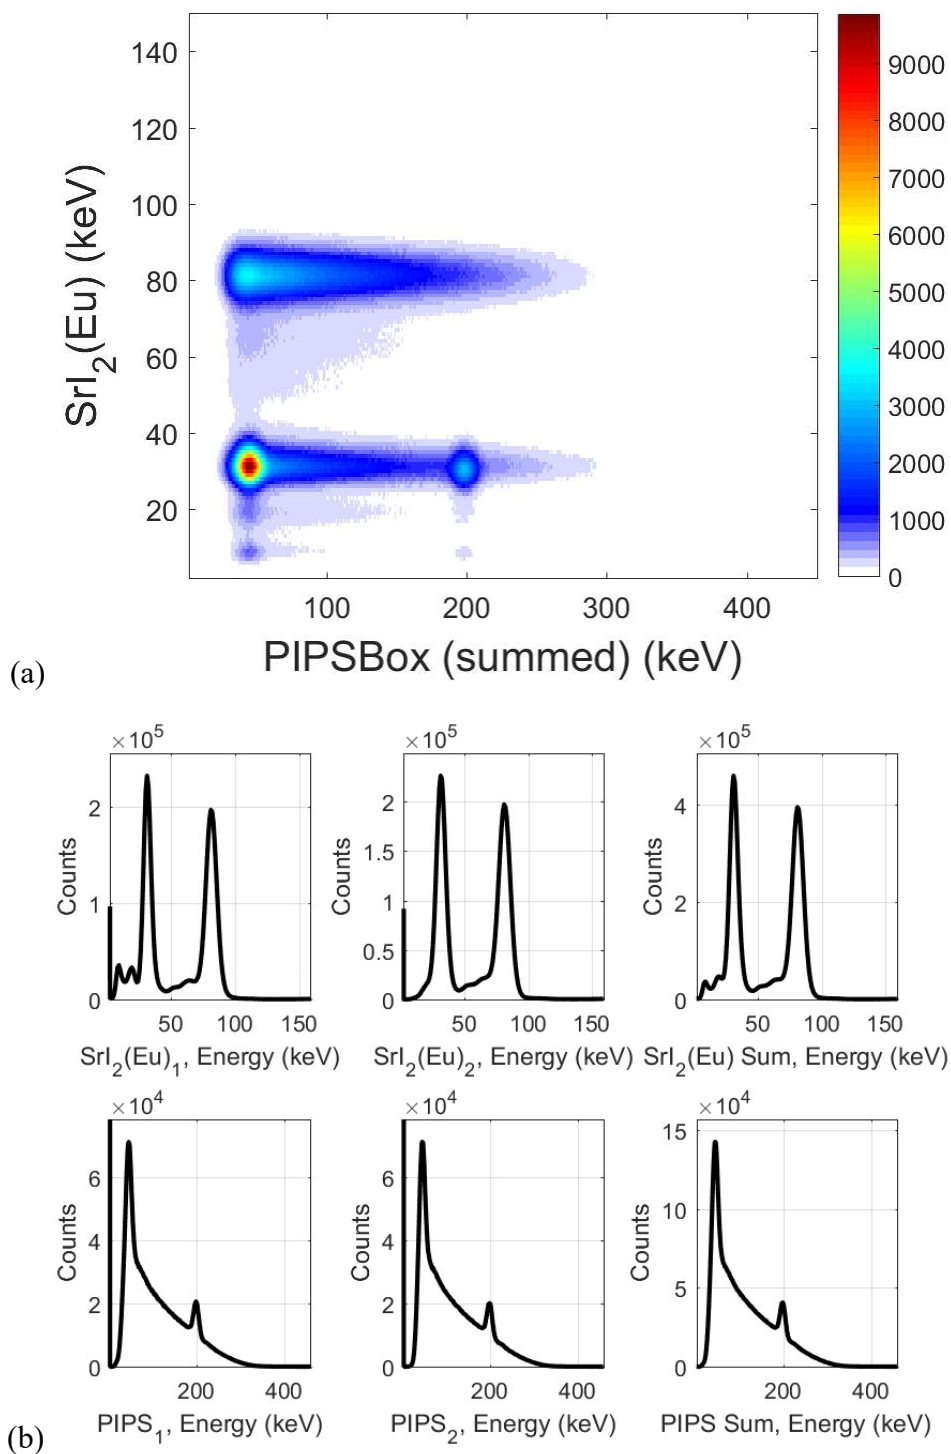 140
120
100
80
60
40
20
SrI2(Eu) (keV)
100 200 300 400
PIPSBox (summed) (keV)
9000
8000
7000
6000
5000
4000
3000
2000
1000
0
(a)
×10^5
2
1
0
Counts
50 100 150
SrI2(Eu)1, Energy (keV)
×10^5
2
1.5
1
0.5
0
Counts
50 100 150
SrI2(Eu)2, Energy (keV)
×10^5
4
2
0
Counts
50 100 150
SrI2(Eu) Sum, Energy (keV)
×10^4
6
4
2
0
Counts
200 400
PIPS1, Energy (keV)
×10^4
6
4
2
0
Counts
200 400
PIPS2, Energy (keV)
×10^4
15
10
5
0
Counts
200 400
PIPS Sum, Energy (keV)
(b)